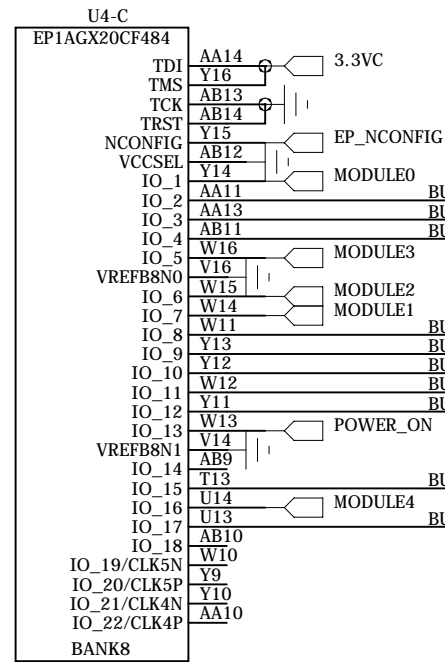 U4-C
EP1AGX20CF484
TDI AA14 3.3VC
TMS Y16
TCK AB13
TRST AB14
NCONFIG Y15 EP_NCONFIG
VCCSEL AB12
IO_1 Y14 MODULE0
IO_2 AA11 BU
IO_3 AA13 BU
IO_4 AB11 BU
IO_5 W16 MODULE3
VREFB8N0 V16
IO_6 W15 MODULE2
IO_7 W14 MODULE1
IO_8 W11 BU
IO_9 Y13 BU
IO_10 Y12 BU
IO_11 W12 BU
IO_12 Y11 BU
IO_13 W13 POWER_ON
VREFB8N1 V14
IO_14 AB9
IO_15 T13 BU
IO_16 U14 MODULE4
IO_17 U13 BU
IO_18 AB10
IO_19/CLK5N W10
IO_20/CLK5P Y9
IO_21/CLK4N Y10
IO_22/CLK4P AA10
BANK8